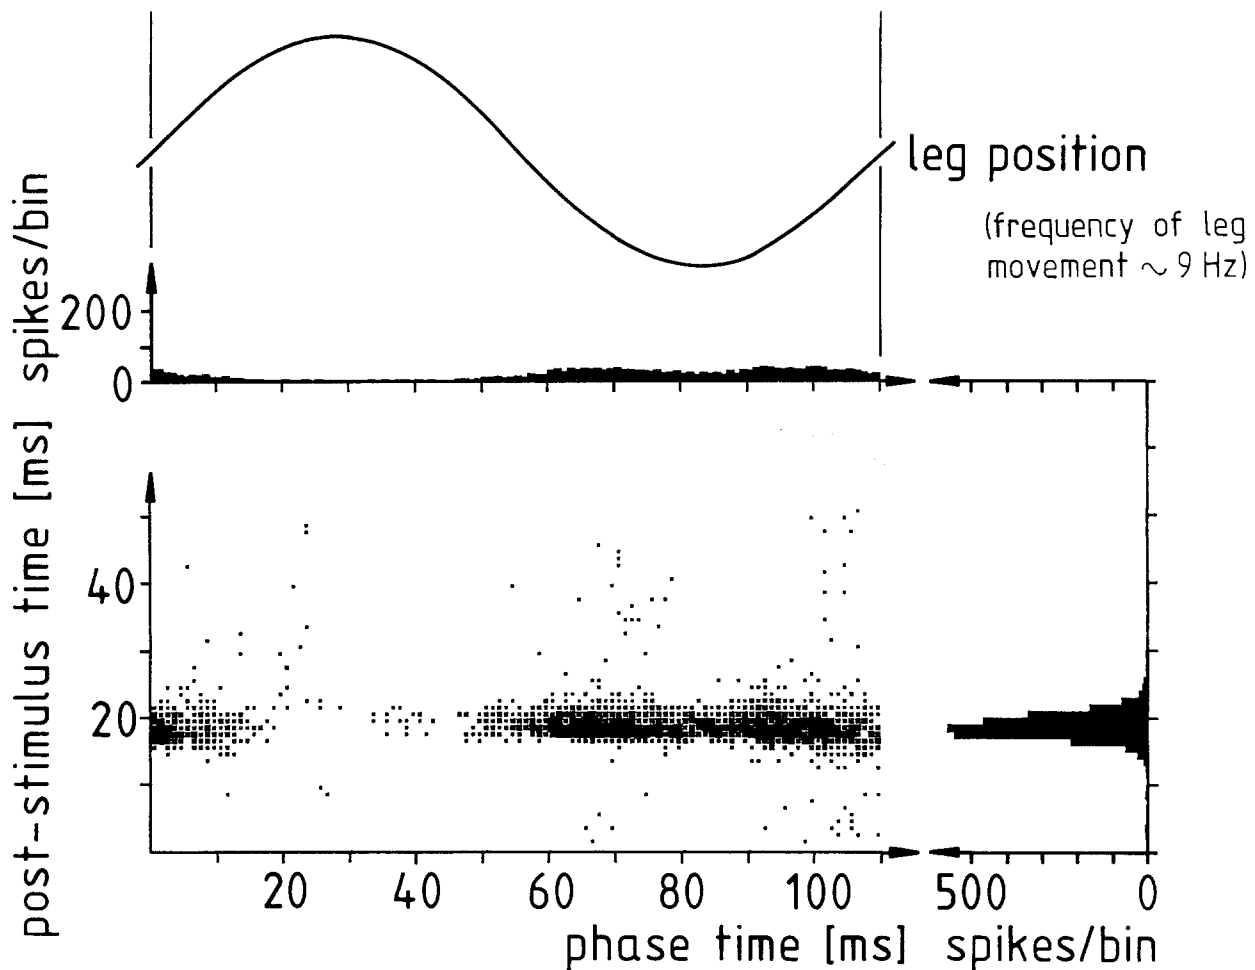 leg position
(frequency of leg
movement ∼ 9 Hz)
spikes/bin
200
0
post-stimulus time [ms]
40
20
20 40 60 80 100
phase time [ms]
500 0
spikes/bin